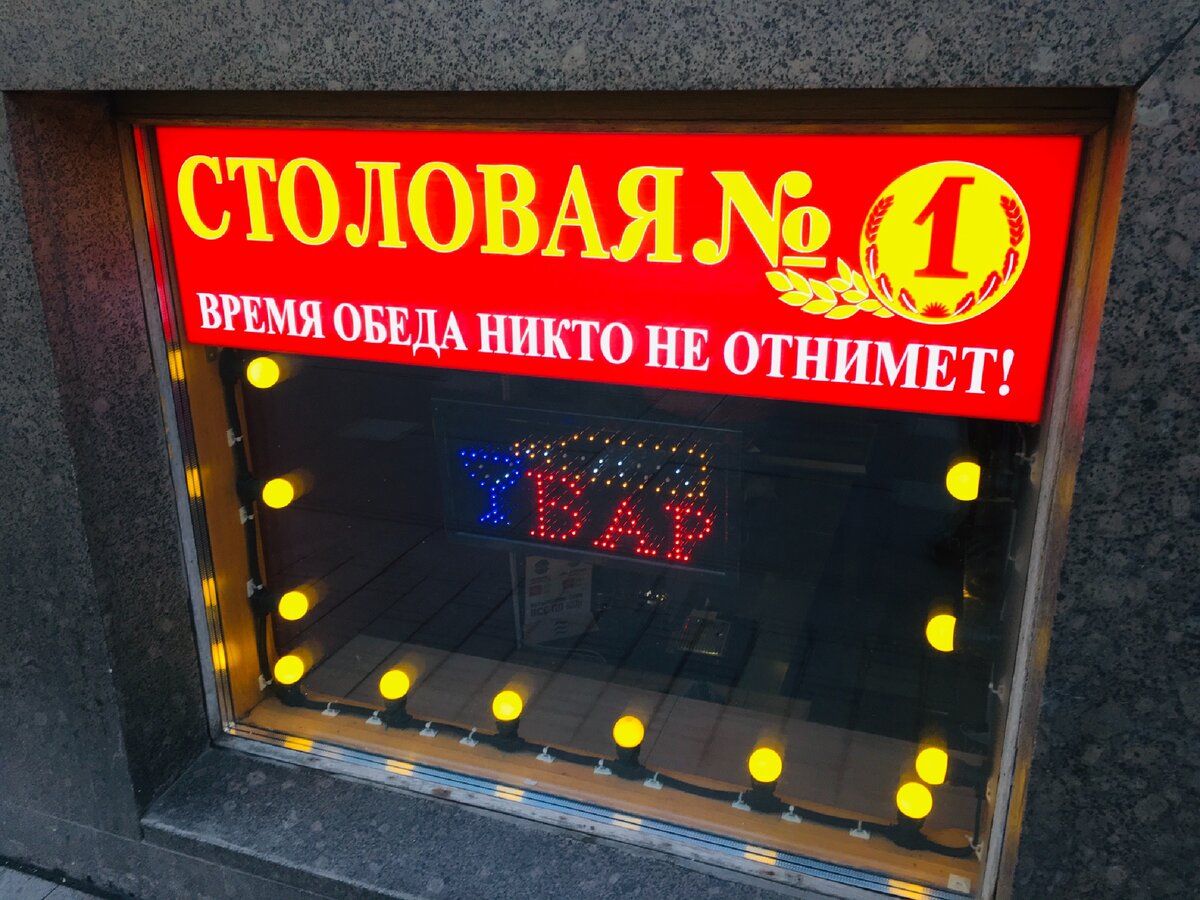 СТОЛОВАЯ № 1
ВРЕМЯ ОБЕДА НИКТО НЕ ОТНИМЕТ!
БАР